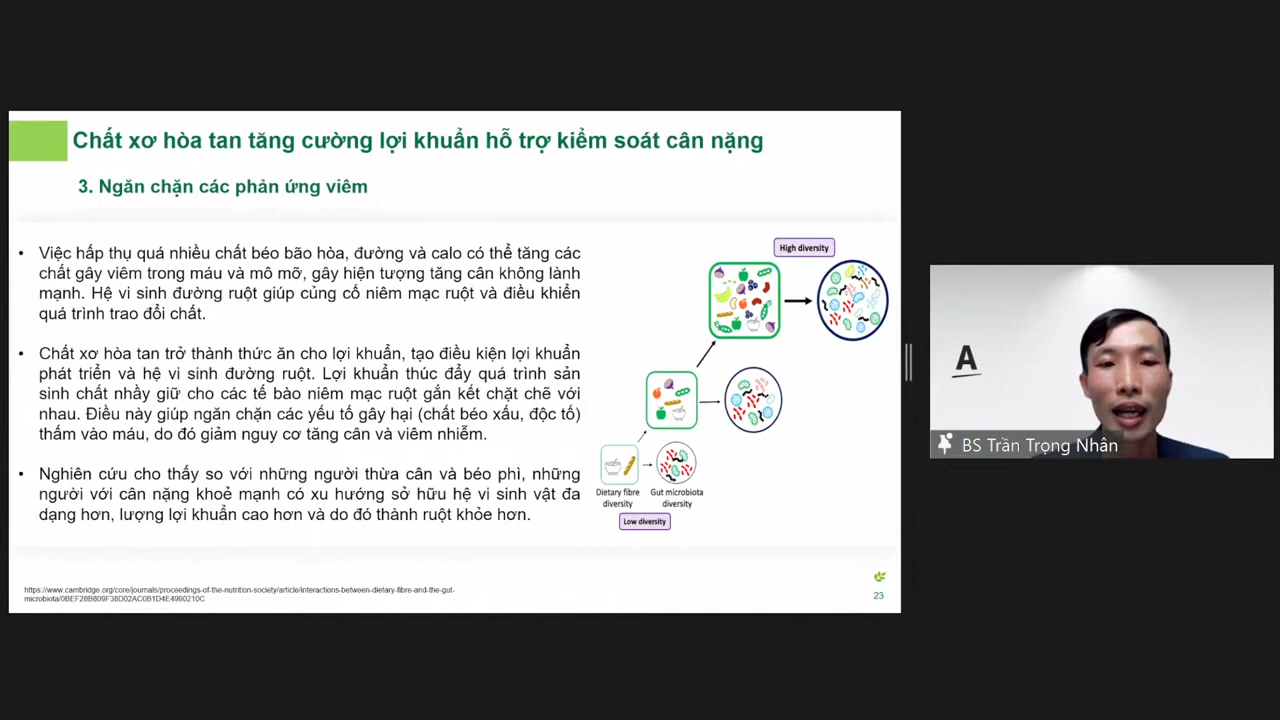 Chất xơ hòa tan tăng cường lợi khuẩn hỗ trợ kiểm soát cân nặng
3. Ngăn chặn các phản ứng viêm
• Việc hấp thụ quá nhiều chất béo bão hòa, đường và calo có thể tăng các
chất gây viêm trong máu và mô mỡ, gây hiện tượng tăng cân không lành
mạnh. Hệ vi sinh đường ruột giúp củng cố niêm mạc ruột và điều khiển
quá trình trao đổi chất.
• Chất xơ hòa tan trở thành thức ăn cho lợi khuẩn, tạo điều kiện lợi khuẩn
phát triển và hệ vi sinh đường ruột. Lợi khuẩn thúc đẩy quá trình sản
sinh chất nhầy giữ cho các tế bào niêm mạc ruột gắn kết chặt chẽ với
nhau. Điều này giúp ngăn chặn các yếu tố gây hại (chất béo xấu, độc tố)
thấm vào máu, do đó giảm nguy cơ tăng cân và viêm nhiễm.
• Nghiên cứu cho thấy so với những người thừa cân và béo phì, những
người với cân nặng khoẻ mạnh có xu hướng sở hữu hệ vi sinh vật đa
dạng hơn, lượng lợi khuẩn cao hơn và do đó thành ruột khỏe hơn.
High diversity
Dietary fibre
diversity
Gut microbiota
diversity
Low diversity
https://www.cambridge.org/core/journals/proceedings-of-the-nutrition-society/article/interactions-between-dietary-fibre-and-the-gut-
microbiota/0BEF28B809F38D02AC0B1D4E4990210C
23
A
BS Trần Trọng Nhân